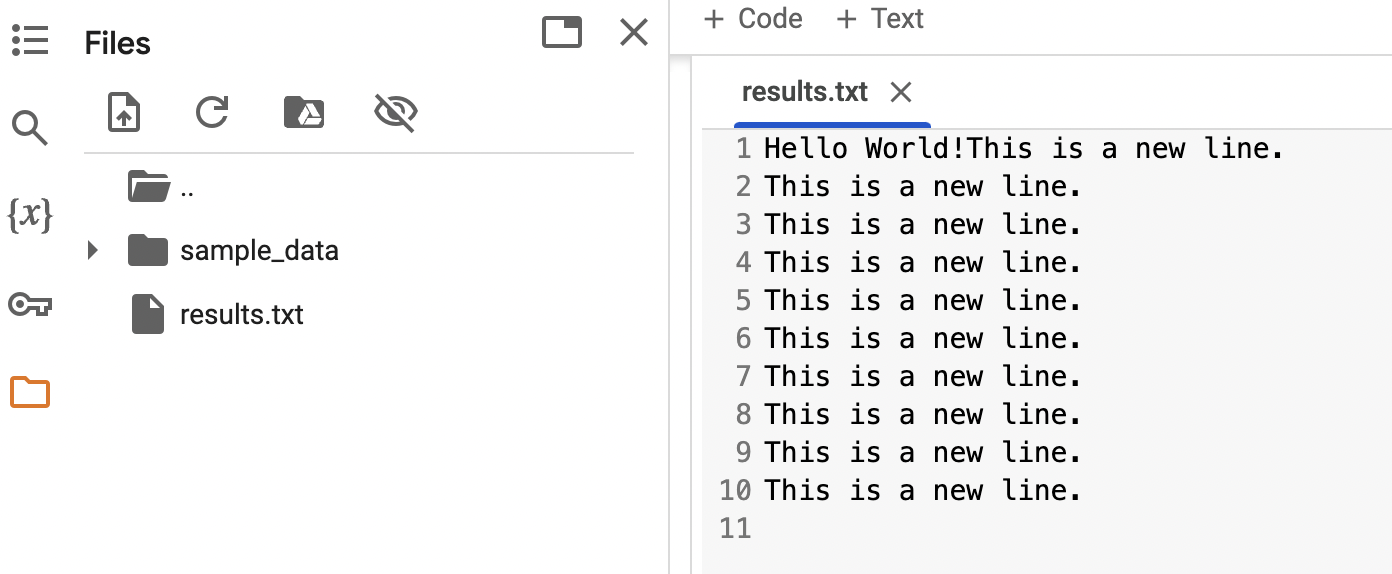 Files
{x}
..
sample_data
results.txt
+ Code + Text
results.txt
1 Hello World!This is a new line.
2 This is a new line.
3 This is a new line.
4 This is a new line.
5 This is a new line.
6 This is a new line.
7 This is a new line.
8 This is a new line.
9 This is a new line.
10 This is a new line.
11